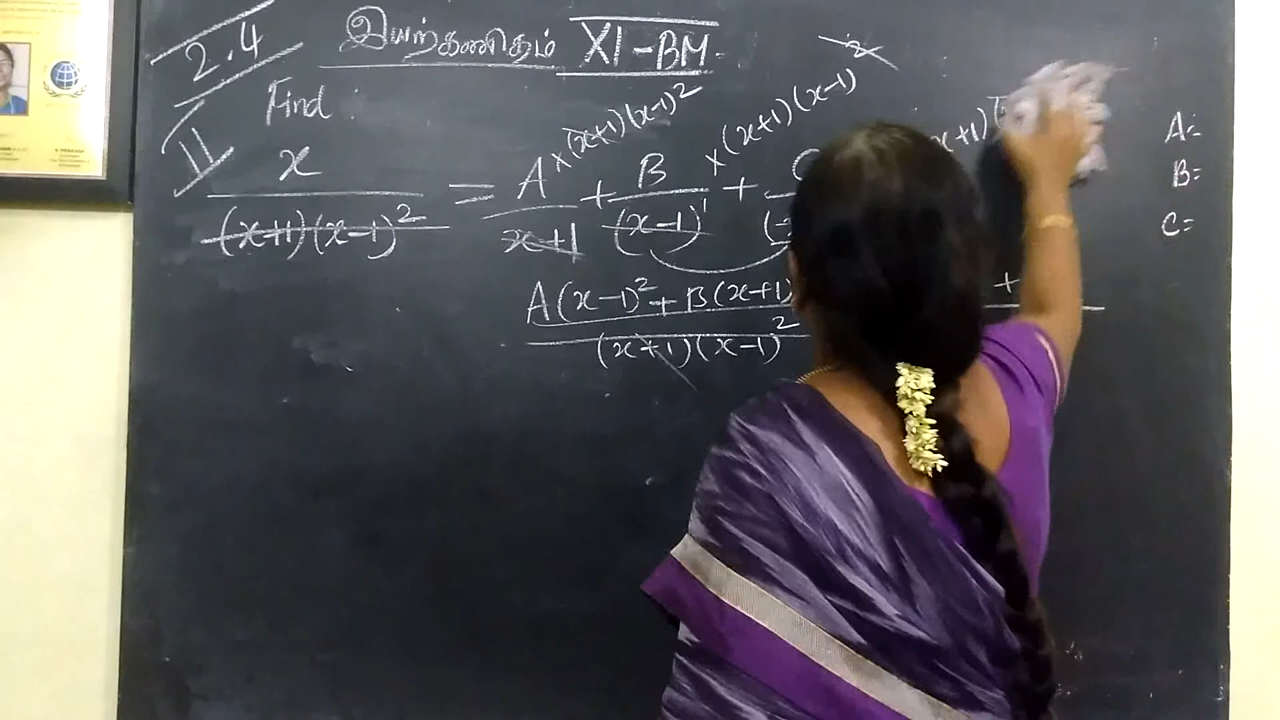 2.4 இயற்கணிதம் XI-BM
II Find :
x / (x+1)(x-1)² = A / x+1 ×(x+1)(x-1)² + B / (x-1)¹ ×(x+1)(x-1)² + C
A(x-1)² + B(x+1) +
(x+1)(x-1)²
A=
B=
C=